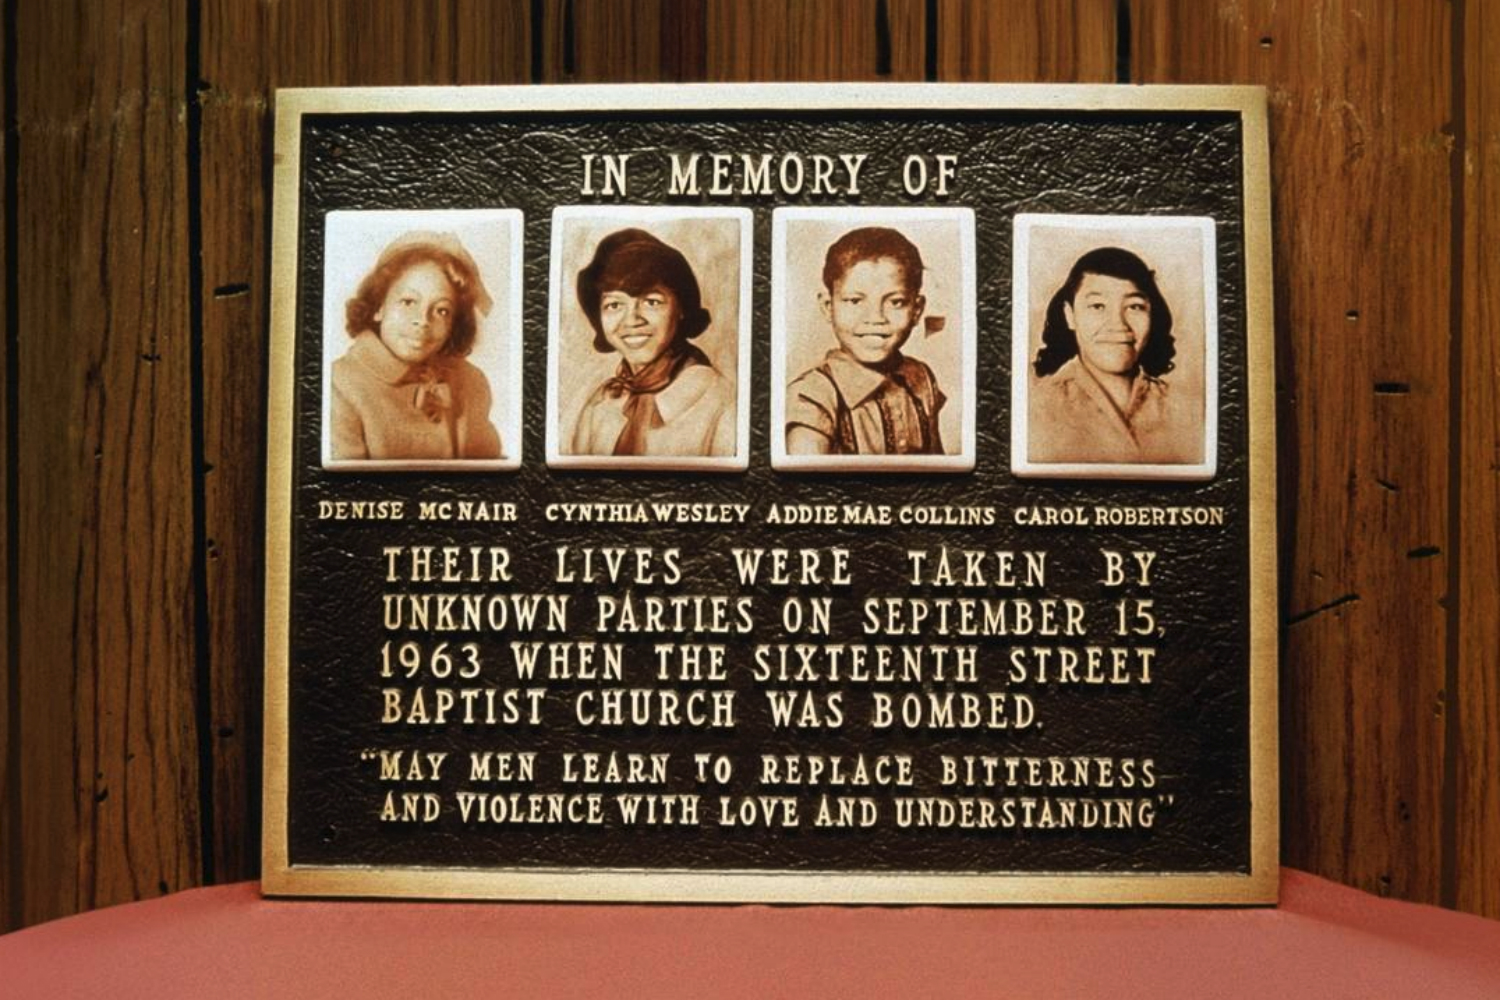 IN MEMORY OF
DENISE MCNAIR CYNTHIA WESLEY ADDIE MAE COLLINS CAROL ROBERTSON
THEIR LIVES WERE TAKEN BY
UNKNOWN PARTIES ON SEPTEMBER 15,
1963 WHEN THE SIXTEENTH STREET
BAPTIST CHURCH WAS BOMBED.
“MAY MEN LEARN TO REPLACE BITTERNESS
AND VIOLENCE WITH LOVE AND UNDERSTANDING”